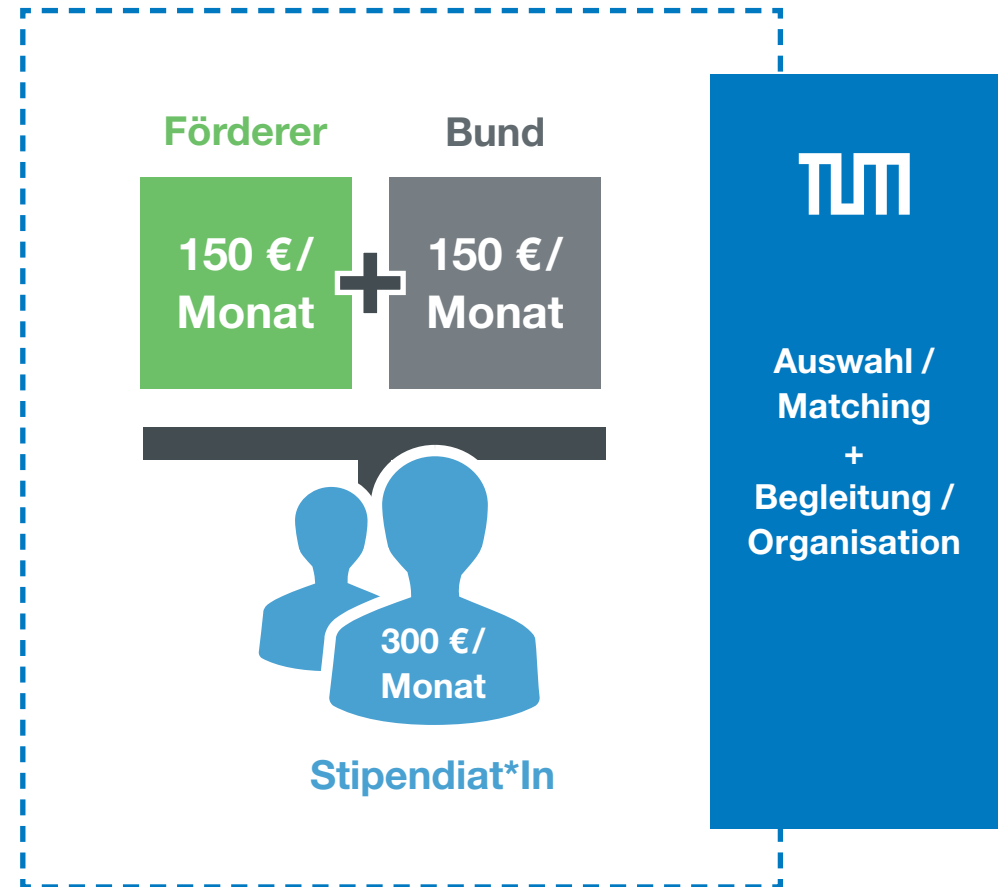 Förderer
Bund
150 €/
Monat
150 €/
Monat
300 €/
Monat
Stipendiat*In
TUM
Auswahl /
Matching
+
Begleitung /
Organisation